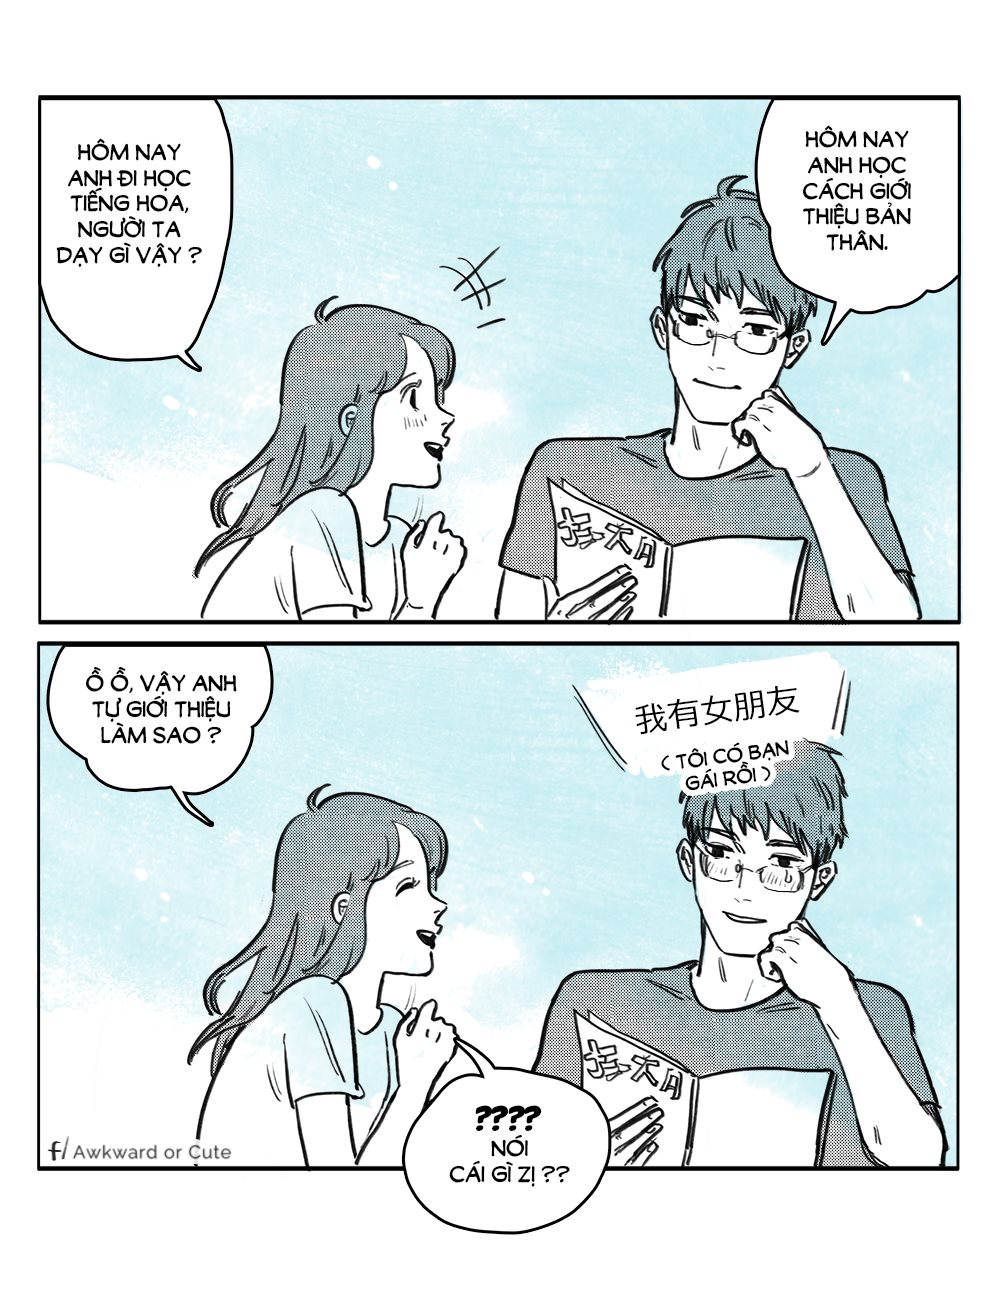 HÔM NAY
ANH ĐI HỌC
TIẾNG HOA,
NGƯỜI TA
DẠY GÌ VẬY ?
HÔM NAY
ANH HỌC
CÁCH GIỚI
THIỆU BẢN
THÂN.
Ồ Ồ, VẬY ANH
TỰ GIỚI THIỆU
LÀM SAO ?
我有女朋友
( TÔI CÓ BẠN
GÁI RỒI )
????
NÓI
CÁI GÌ ZỊ ??
f/ Awkward or Cute